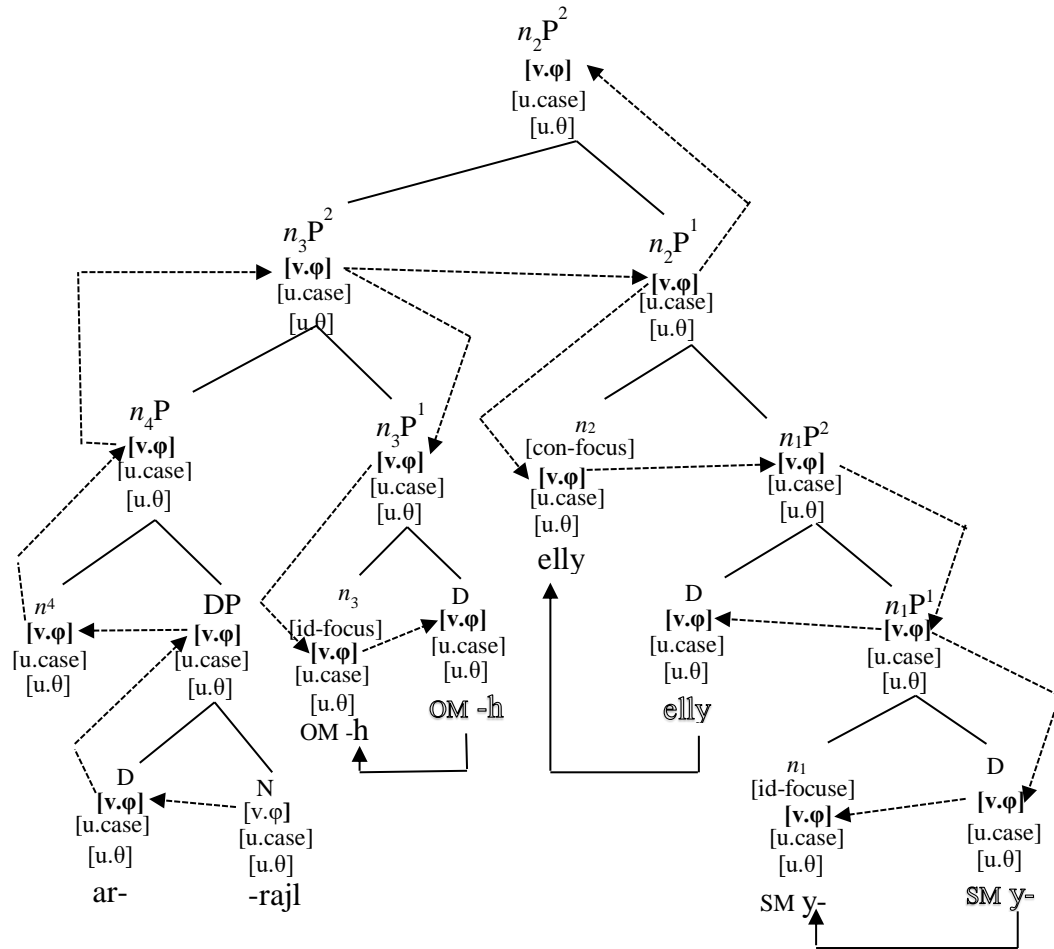 n₂P²
[v.φ]
[u.case]
[u.θ]
n₃P²
[v.φ]
[u.case]
[u.θ]
n₂P¹
[v.φ]
[u.case]
[u.θ]
n₄P
[v.φ]
[u.case]
[u.θ]
n₃P¹
[v.φ]
[u.case]
[u.θ]
n₂
[con-focus]
[v.φ]
[u.case]
[u.θ]
elly
n₁P²
[v.φ]
[u.case]
[u.θ]
n⁴
[v.φ]
[u.case]
[u.θ]
DP
[v.φ]
[u.case]
[u.θ]
n₃
[id-focus]
[v.φ]
[u.case]
[u.θ]
OM -h
D
[v.φ]
[u.case]
[u.θ]
OM -h
D
[v.φ]
[u.case]
[u.θ]
elly
n₁P¹
[v.φ]
[u.case]
[u.θ]
D
[v.φ]
[u.case]
[u.θ]
ar-
N
[v.φ]
[u.case]
[u.θ]
-rajl
n₁
[id-focuse]
[v.φ]
[u.case]
[u.θ]
SM y-
D
[v.φ]
[u.case]
[u.θ]
SM y-